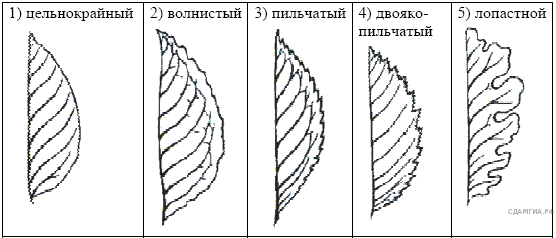 1) цельнокрайный
2) волнистый
3) пильчатый
4) двояко-
пильчатый
5) лопастной
СДАМГИА.РФ